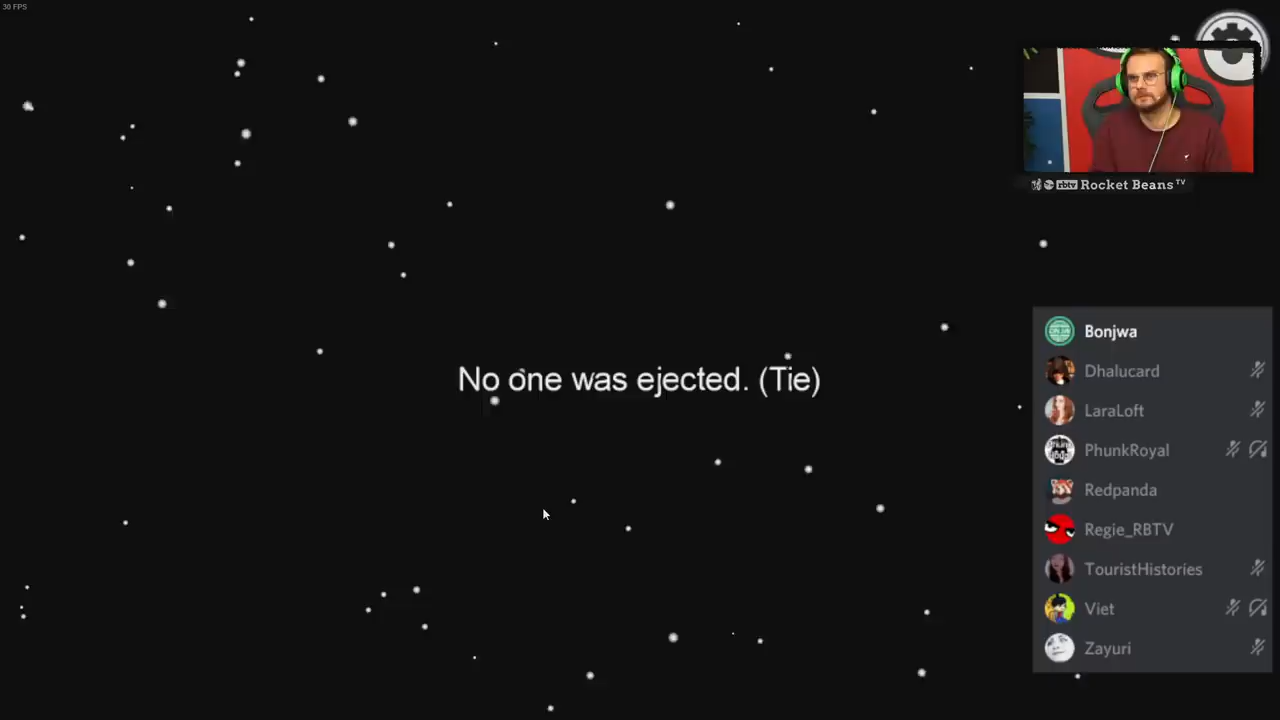 30 FPS
rbtv Rocket Beans TV
No one was ejected. (Tie)
Bonjwa
Dhalucard
LaraLoft
PhunkRoyal
Redpanda
Regie_RBTV
TouristHistories
Viet
Zayuri